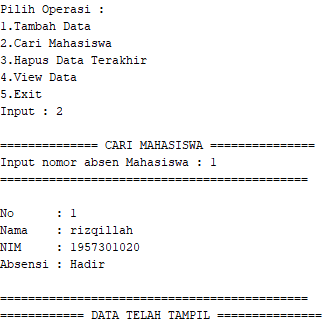 Pilih Operasi :
1.Tambah Data
2.Cari Mahasiswa
3.Hapus Data Terakhir
4.View Data
5.Exit
Input : 2
============== CARI MAHASISWA ===============
Input nomor absen Mahasiswa : 1
============================================
No      : 1
Nama    : rizqillah
NIM     : 1957301020
Absensi : Hadir
============================================
============ DATA TELAH TAMPIL ===============